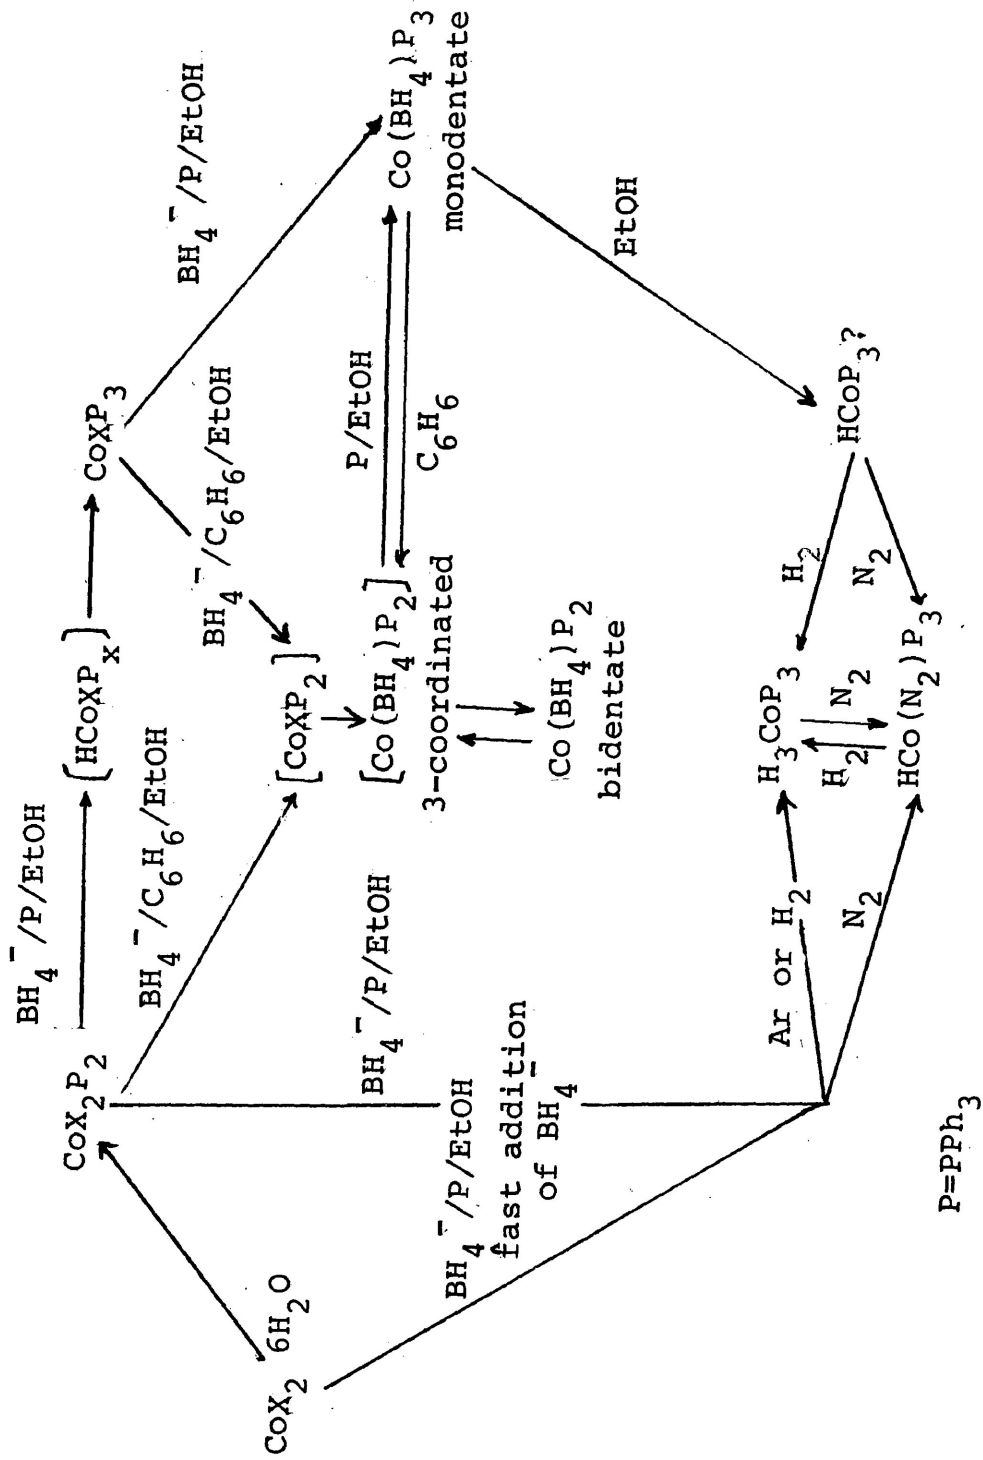 BH₄⁻/P/EtOH
CoX₂P₂
[HCoXPₓ]
CoXP₃
BH₄⁻/P/EtOH
BH₄⁻/C₆H₆/EtOH
BH₄⁻/C₆H₆/EtOH
CoX₂ 6H₂O
[CoXP₂]
BH₄⁻/P/EtOH
[Co(BH₄)P₂]
3-coordinated
P/EtOH
C₆H₆
Co(BH₄)P₃
monodentate
BH₄⁻/P/EtOH
fast addition
of BH₄⁻
Co(BH₄)P₂
bidentate
EtOH
Ar or H₂
N₂
H₃CoP₃
H₂
N₂
HCo(N₂)P₃
H₂
N₂
HCoP₃?
P=PPh₃